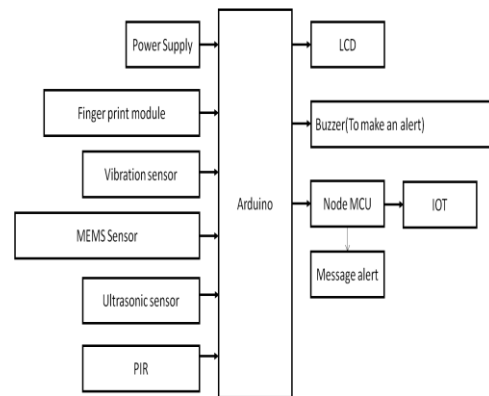 Power Supply
Finger print module
Vibration sensor
MEMS Sensor
Ultrasonic sensor
PIR
Arduino
LCD
Buzzer(To make an alert)
Node MCU
IOT
Message alert